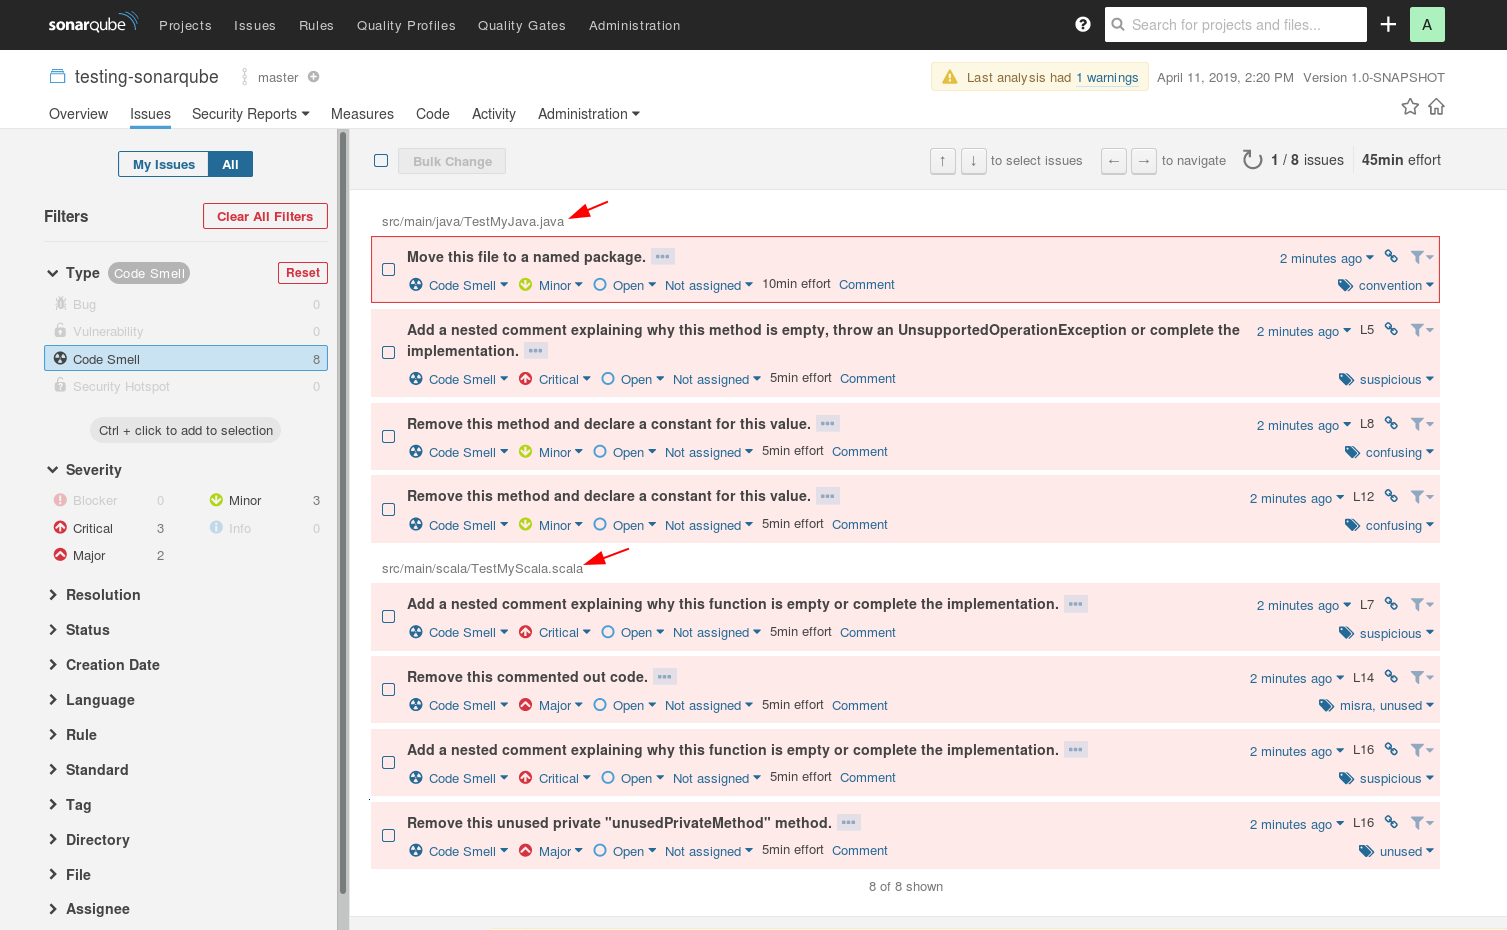 sonarqube Projects Issues Rules Quality Profiles Quality Gates Administration Search for projects and files... A
testing-sonarqube master Last analysis had 1 warnings April 11, 2019, 2:20 PM Version 1.0-SNAPSHOT
Overview Issues Security Reports Measures Code Activity Administration
My Issues All
Filters Clear All Filters
Type Code Smell Reset
Bug 0
Vulnerability 0
Code Smell 8
Security Hotspot 0
Ctrl + click to add to selection
Severity
Blocker 0 Minor 3
Critical 3 Info 0
Major 2
Resolution
Status
Creation Date
Language
Rule
Standard
Tag
Directory
File
Assignee
Bulk Change ↑ ↓ to select issues ← → to navigate 1 / 8 issues 45min effort
src/main/java/TestMyJava.java
Move this file to a named package. 2 minutes ago
Code Smell Minor Open Not assigned 10min effort Comment convention
Add a nested comment explaining why this method is empty, throw an UnsupportedOperationException or complete the 2 minutes ago L5
implementation.
Code Smell Critical Open Not assigned 5min effort Comment suspicious
Remove this method and declare a constant for this value. 2 minutes ago L8
Code Smell Minor Open Not assigned 5min effort Comment confusing
Remove this method and declare a constant for this value. 2 minutes ago L12
Code Smell Minor Open Not assigned 5min effort Comment confusing
src/main/scala/TestMyScala.scala
Add a nested comment explaining why this function is empty or complete the implementation. 2 minutes ago L7
Code Smell Critical Open Not assigned 5min effort Comment suspicious
Remove this commented out code. 2 minutes ago L14
Code Smell Major Open Not assigned 5min effort Comment misra, unused
Add a nested comment explaining why this function is empty or complete the implementation. 2 minutes ago L16
Code Smell Critical Open Not assigned 5min effort Comment suspicious
Remove this unused private "unusedPrivateMethod" method. 2 minutes ago L16
Code Smell Major Open Not assigned 5min effort Comment unused
8 of 8 shown